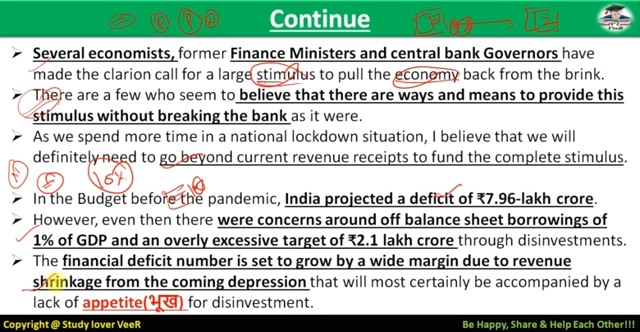 Continue
Several economists, former Finance Ministers and central bank Governors have
made the clarion call for a large stimulus to pull the economy back from the brink.
There are a few who seem to believe that there are ways and means to provide this
stimulus without breaking the bank as it were.
As we spend more time in a national lockdown situation, I believe that we will
definitely need to go beyond current revenue receipts to fund the complete stimulus.
In the Budget before the pandemic, India projected a deficit of ₹7.96-lakh crore.
However, even then there were concerns around off balance sheet borrowings of
1% of GDP and an overly excessive target of ₹2.1 lakh crore through disinvestments.
The financial deficit number is set to grow by a wide margin due to revenue
shrinkage from the coming depression that will most certainly be accompanied by a
lack of appetite(भूख) for disinvestment.
Copyright @ Study lover VeeR
Be Happy, Share & Help Each Other!!!